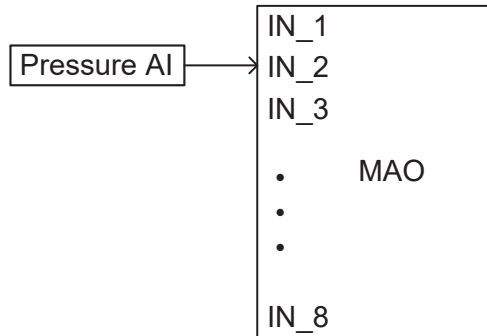 IN_1
Pressure AI
IN_2
IN_3
MAO
IN_8